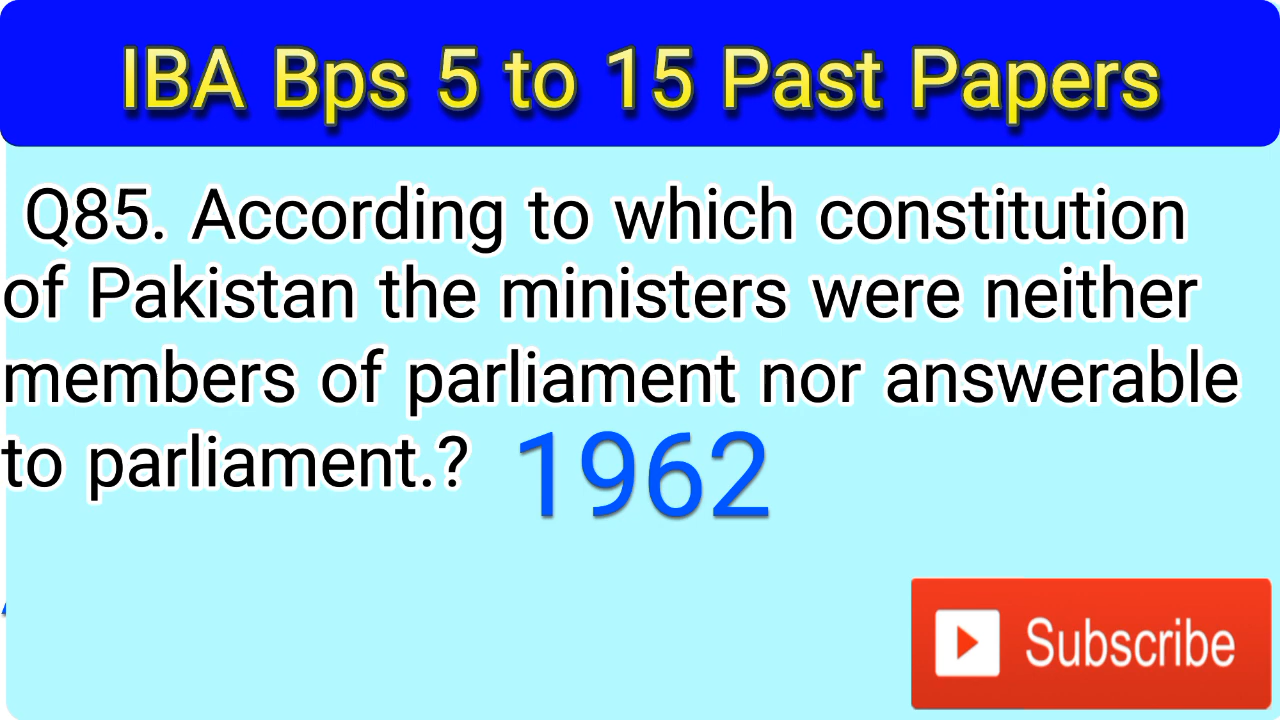 IBA Bps 5 to 15 Past Papers
Q85. According to which constitution
of Pakistan the ministers were neither
members of parliament nor answerable
to parliament.? 1962
Subscribe